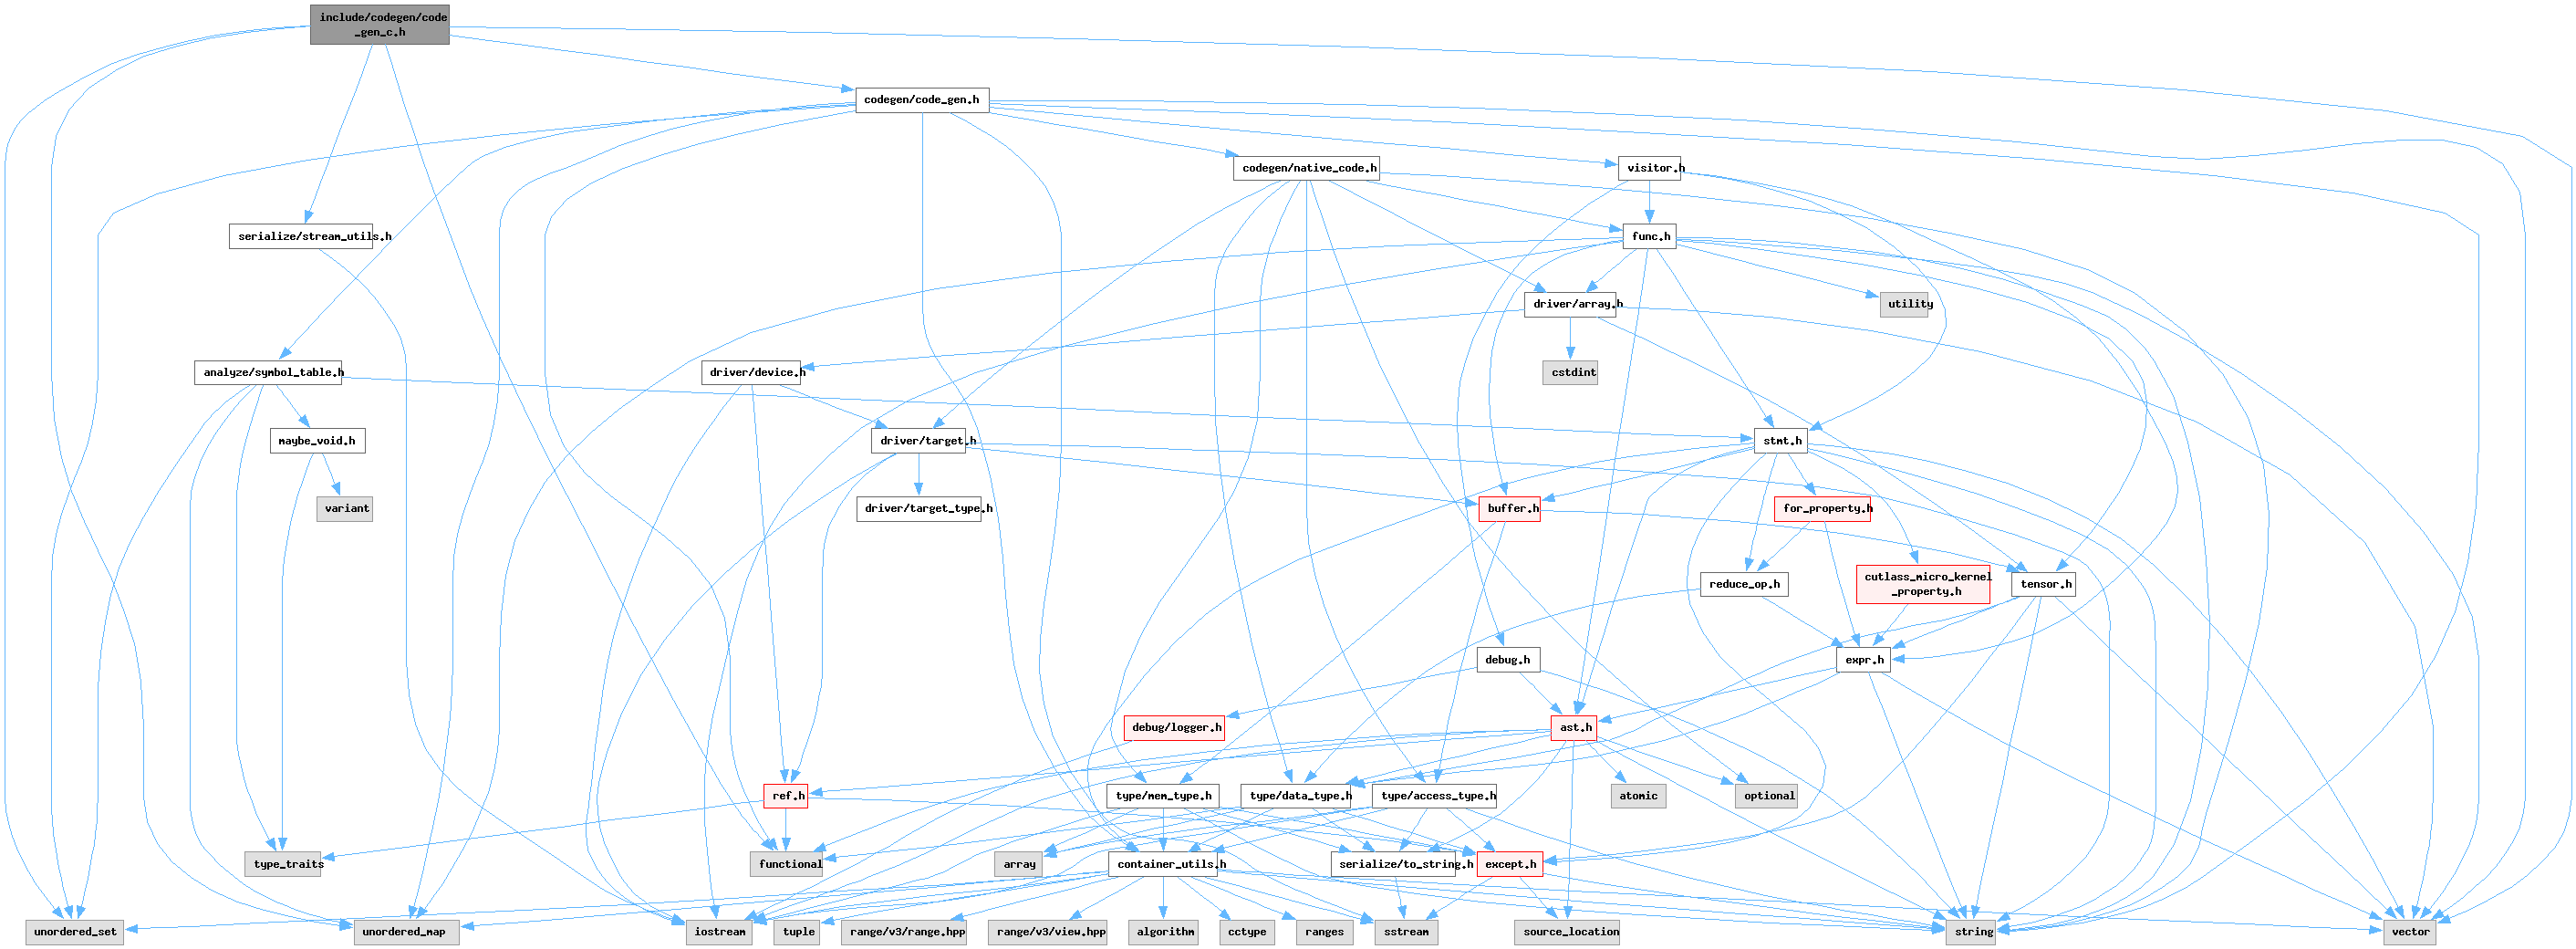 include/codegen/code
_gen_c.h
codegen/code_gen.h
codegen/native_code.h
visitor.h
serialize/stream_utils.h
func.h
driver/array.h
utility
analyze/symbol_table.h
driver/device.h
cstdint
maybe_void.h
driver/target.h
stmt.h
variant
driver/target_type.h
buffer.h
for_property.h
reduce_op.h
cutlass_micro_kernel
_property.h
tensor.h
debug.h
expr.h
debug/logger.h
ast.h
ref.h
type/mem_type.h
type/data_type.h
type/access_type.h
atomic
optional
type_traits
functional
array
container_utils.h
serialize/to_string.h
except.h
unordered_set
unordered_map
iostream
tuple
range/v3/range.hpp
range/v3/view.hpp
algorithm
cctype
ranges
sstream
source_location
string
vector